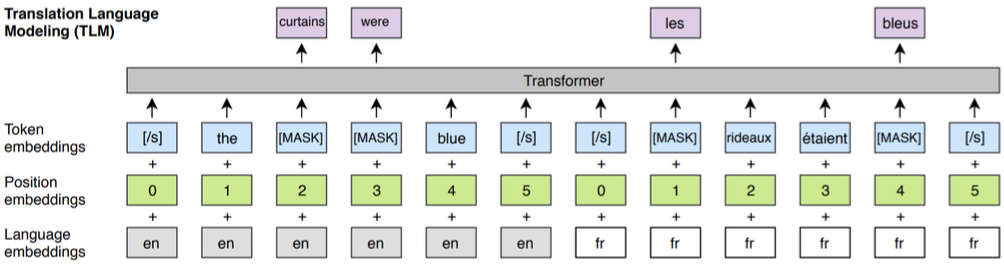 Translation Language
Modeling (TLM)
curtains were les bleus
Transformer
Token
embeddings
[/s] the [MASK] [MASK] blue [/s] [/s] [MASK] rideaux étaient [MASK] [/s]
+ + + + + + + + + + + +
Position
embeddings
0 1 2 3 4 5 0 1 2 3 4 5
+ + + + + + + + + + + +
Language
embeddings
en en en en en en fr fr fr fr fr fr